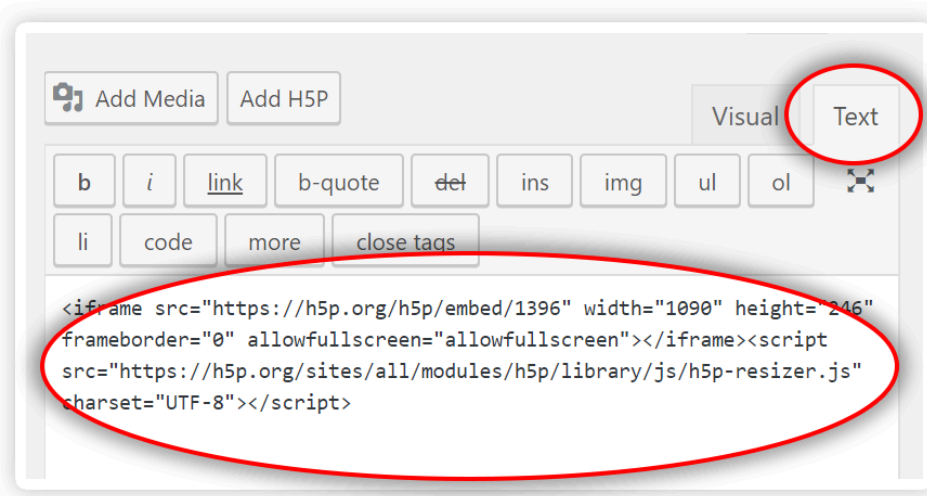 Add Media Add H5P
Visual Text
b i link b-quote del ins img ul ol
li code more close tags
<iframe src="https://h5p.org/h5p/embed/1396" width="1090" height="246"
frameborder="0" allowfullscreen="allowfullscreen"></iframe><script
src="https://h5p.org/sites/all/modules/h5p/library/js/h5p-resizer.js"
charset="UTF-8"></script>